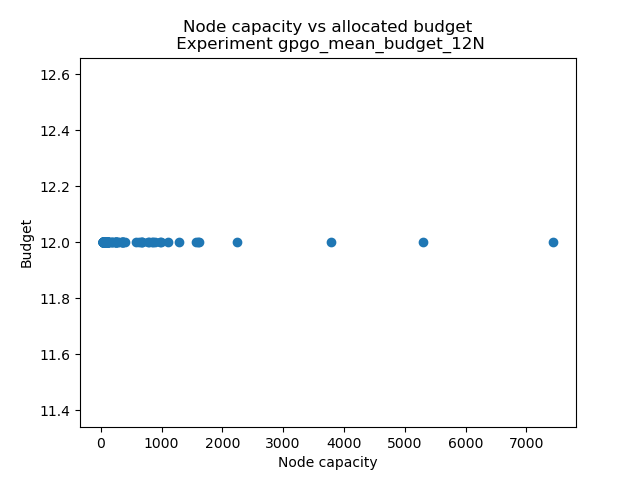 Node capacity vs allocated budget
Experiment gpgo_mean_budget_12N
12.6
12.4
12.2
12.0
11.8
11.6
11.4
Budget
0 1000 2000 3000 4000 5000 6000 7000
Node capacity